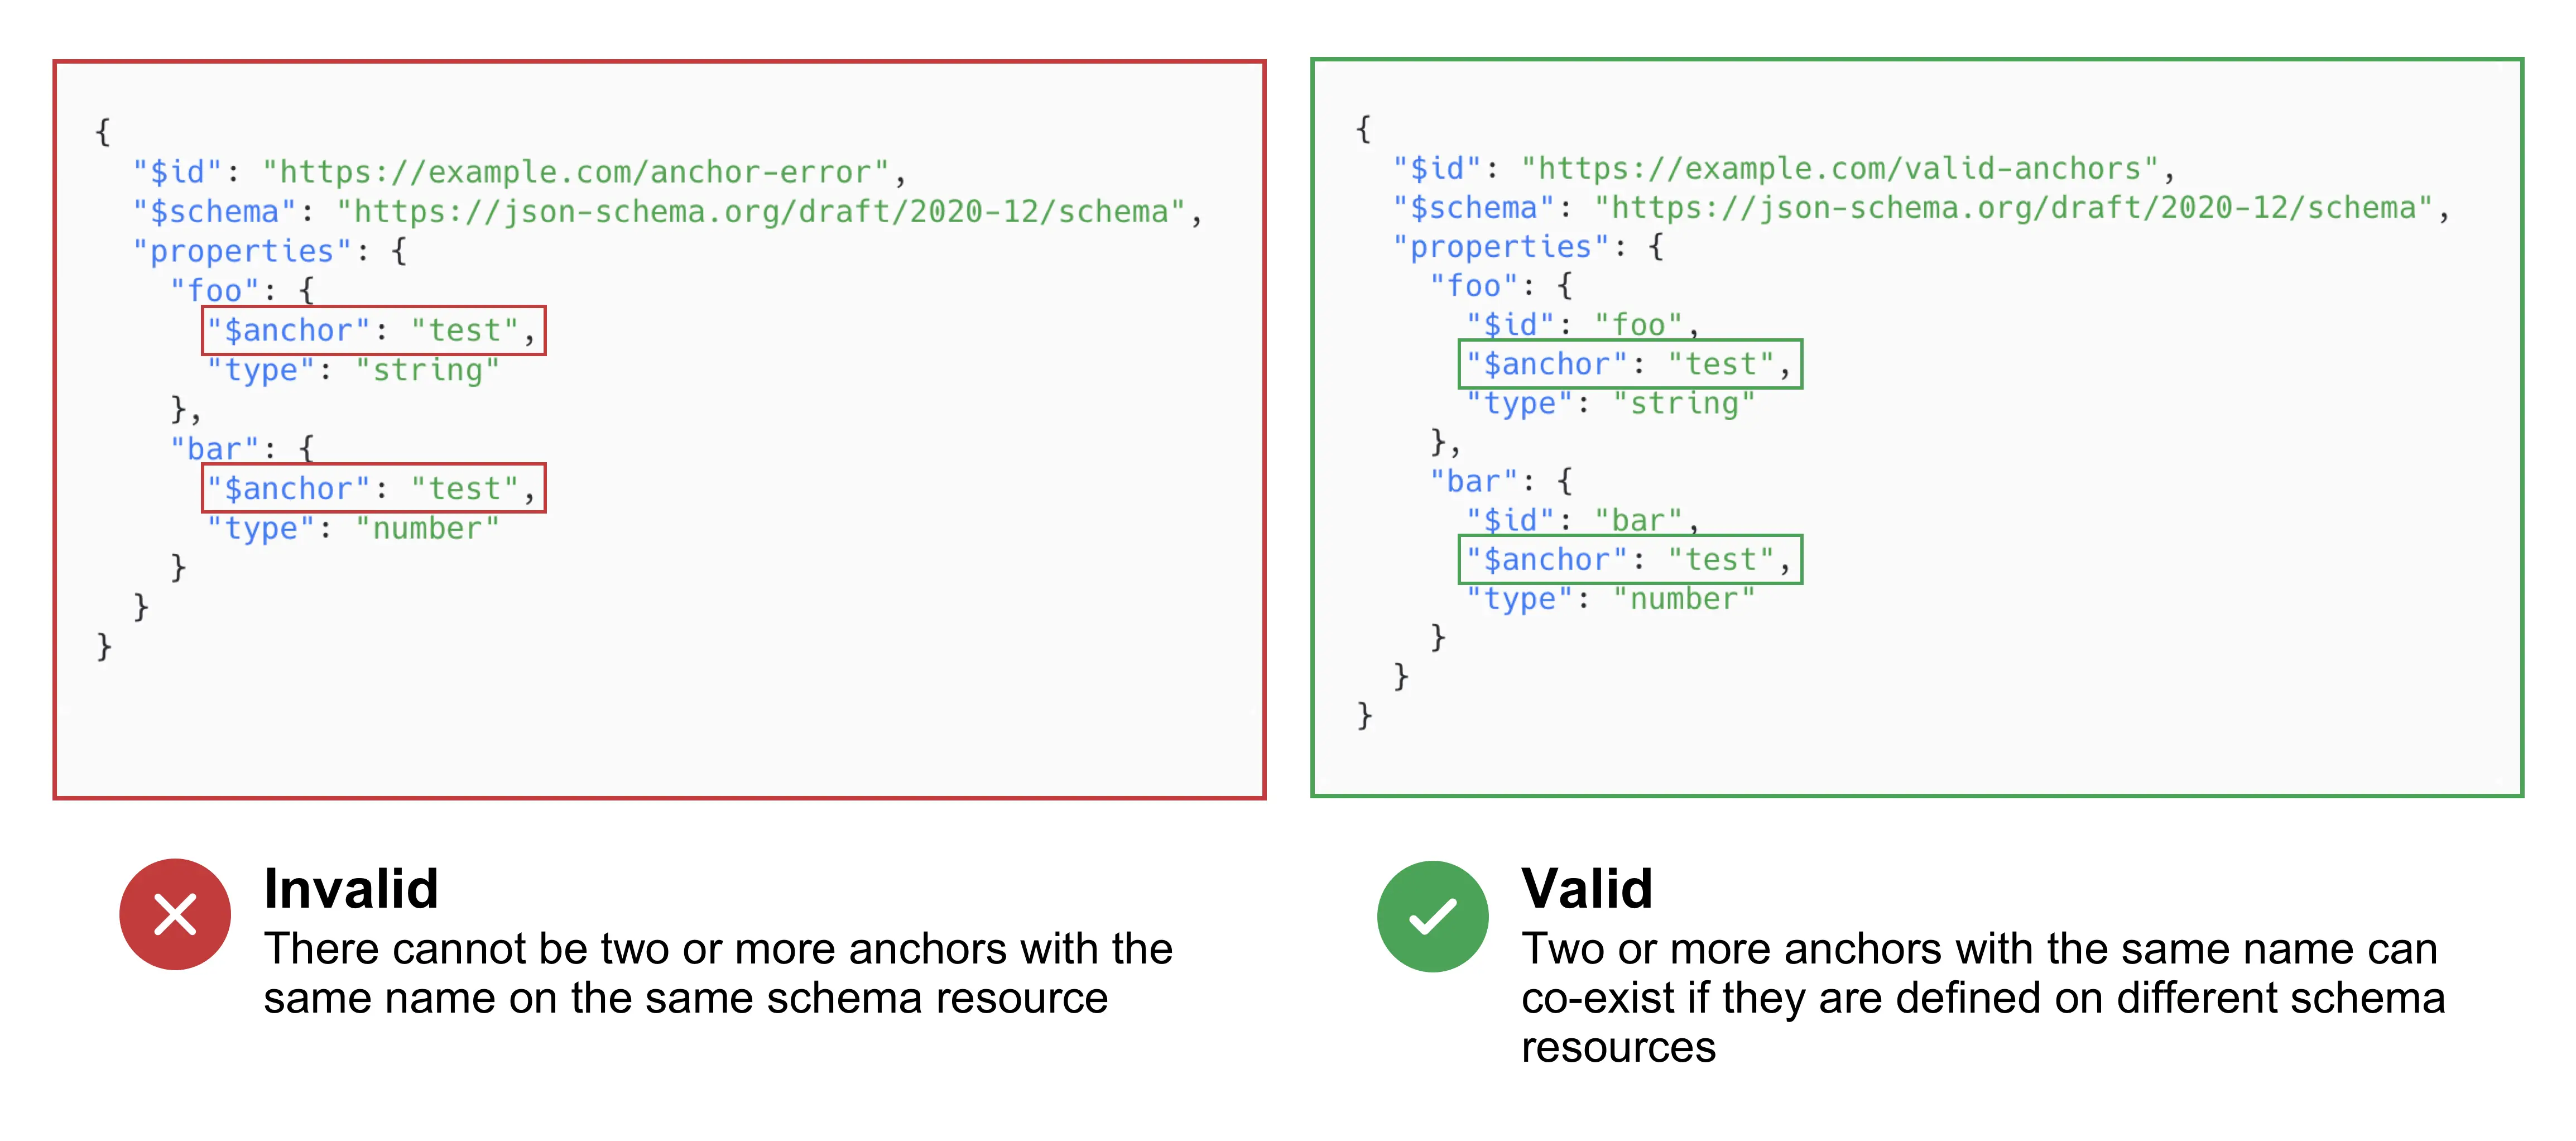 {
  "$id": "https://example.com/anchor-error",
  "$schema": "https://json-schema.org/draft/2020-12/schema",
  "properties": {
    "foo": {
      "$anchor": "test",
      "type": "string"
    },
    "bar": {
      "$anchor": "test",
      "type": "number"
    }
  }
}
Invalid
There cannot be two or more anchors with the
same name on the same schema resource
{
  "$id": "https://example.com/valid-anchors",
  "$schema": "https://json-schema.org/draft/2020-12/schema",
  "properties": {
    "foo": {
      "$id": "foo",
      "$anchor": "test",
      "type": "string"
    },
    "bar": {
      "$id": "bar",
      "$anchor": "test",
      "type": "number"
    }
  }
}
Valid
Two or more anchors with the same name can
co-exist if they are defined on different schema
resources